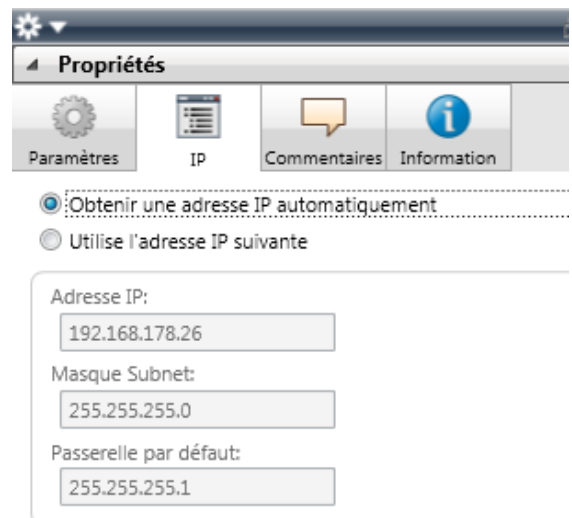 Propriétés
Paramètres IP Commentaires Information
Obtenir une adresse IP automatiquement
Utilise l'adresse IP suivante
Adresse IP:
192.168.178.26
Masque Subnet:
255.255.255.0
Passerelle par défaut:
255.255.255.1